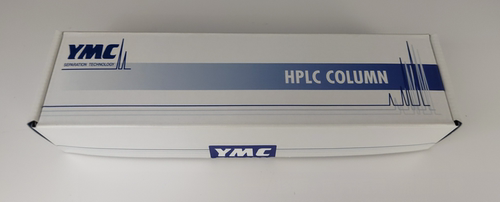 YMC
SEPARATION TECHNOLOGY
HPLC COLUMN
YMC